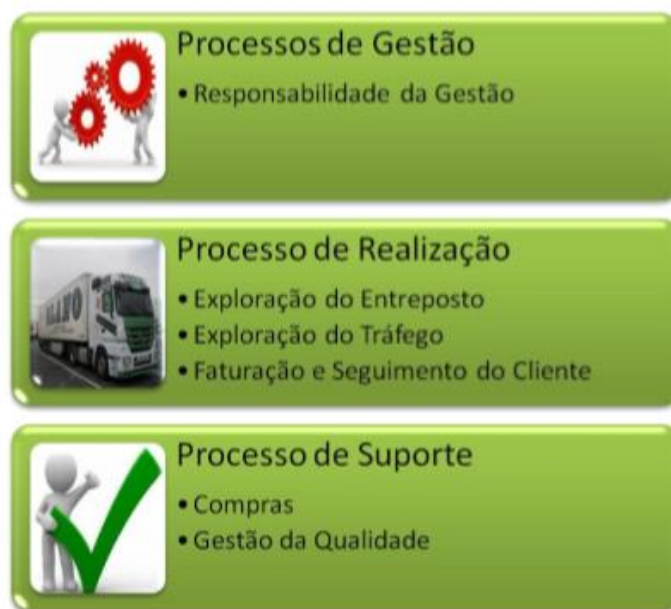 Processos de Gestão
• Responsabilidade da Gestão
Processo de Realização
• Exploração do Entreposto
• Exploração do Tráfego
• Faturação e Seguimento do Cliente
Processo de Suporte
• Compras
• Gestão da Qualidade